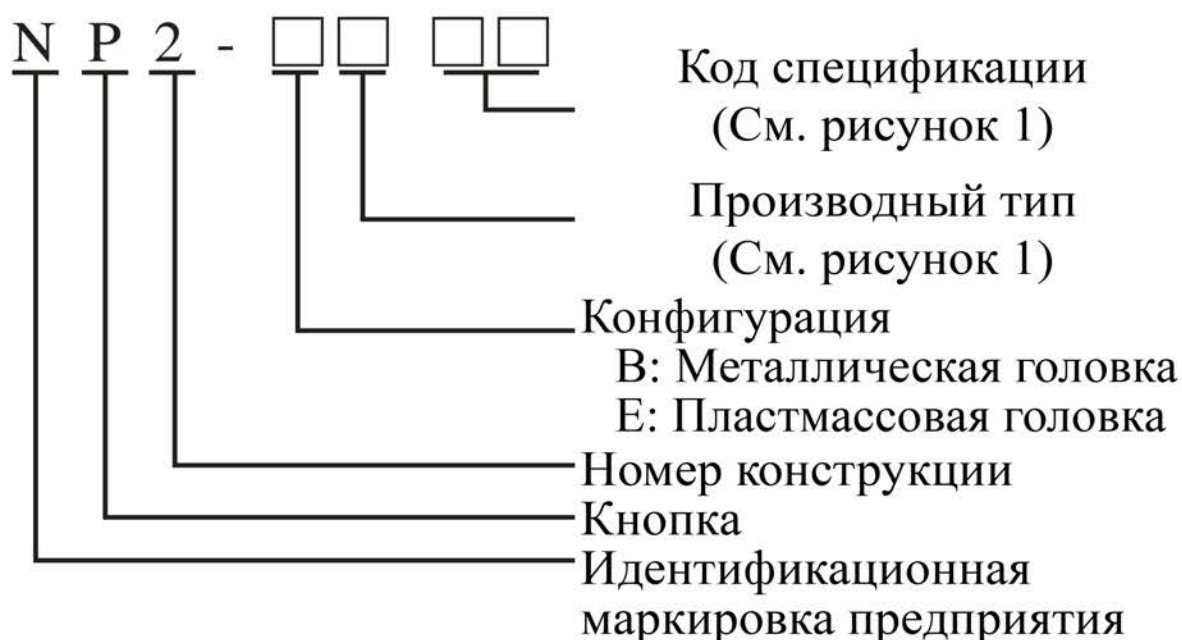 N P 2 - □□ □□
Код спецификации
(См. рисунок 1)
Производный тип
(См. рисунок 1)
Конфигурация
В: Металлическая головка
Е: Пластмассовая головка
Номер конструкции
Кнопка
Идентификационная
маркировка предприятия